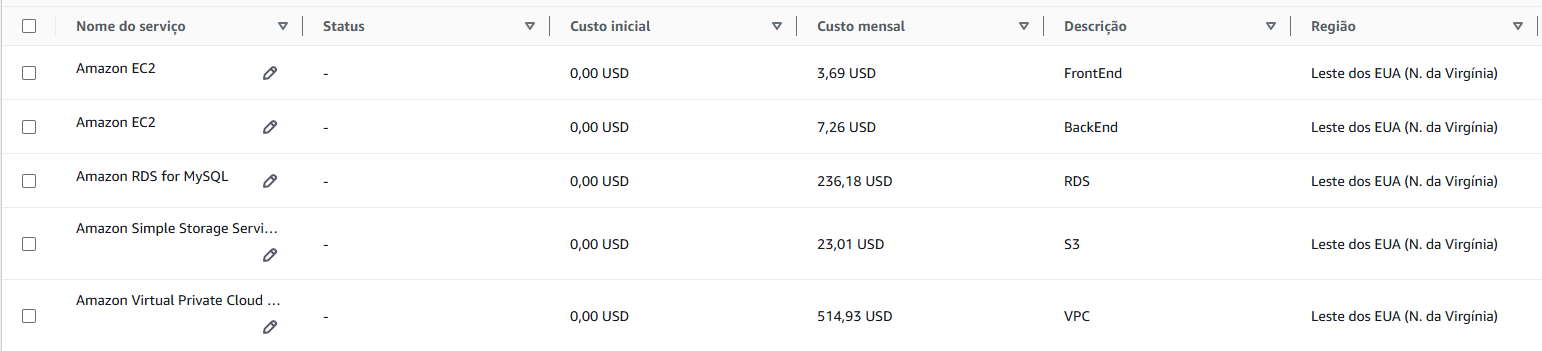 Nome do serviço Status Custo inicial Custo mensal Descrição Região
Amazon EC2 - 0,00 USD 3,69 USD FrontEnd Leste dos EUA (N. da Virgínia)
Amazon EC2 - 0,00 USD 7,26 USD BackEnd Leste dos EUA (N. da Virgínia)
Amazon RDS for MySQL - 0,00 USD 236,18 USD RDS Leste dos EUA (N. da Virgínia)
Amazon Simple Storage Servi... - 0,00 USD 23,01 USD S3 Leste dos EUA (N. da Virgínia)
Amazon Virtual Private Cloud ... - 0,00 USD 514,93 USD VPC Leste dos EUA (N. da Virgínia)